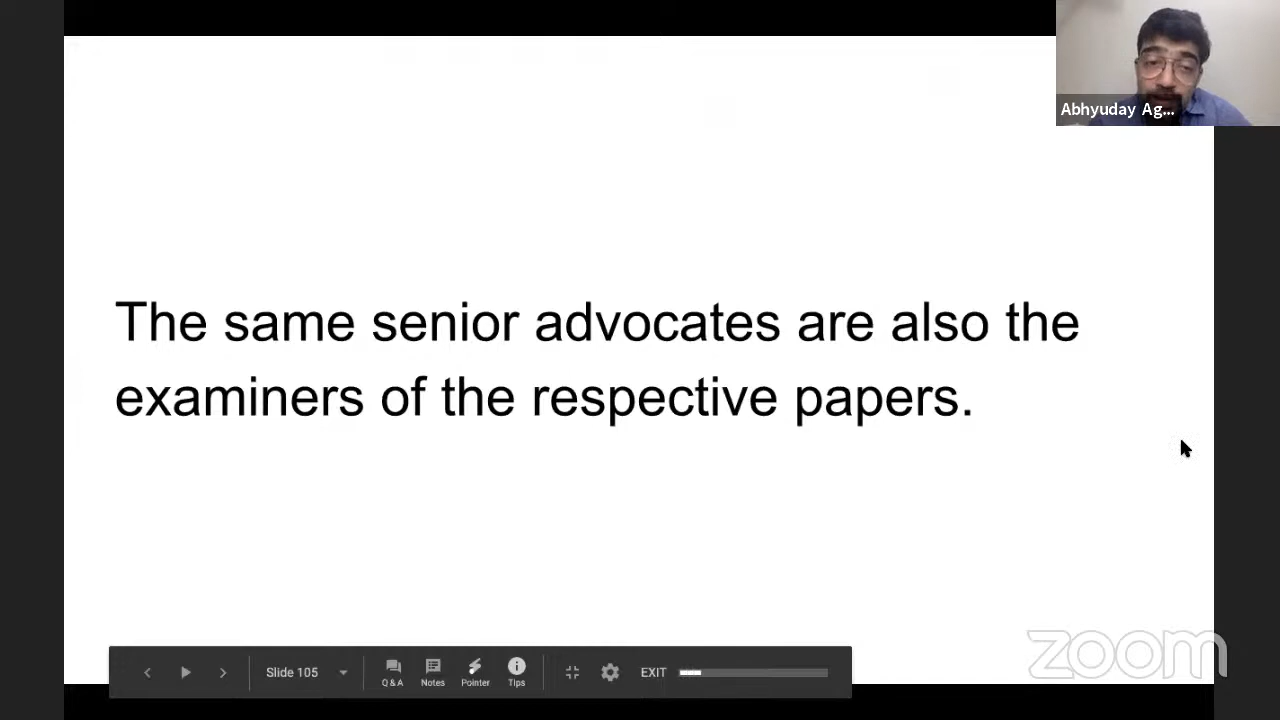 Abhyuday Ag...
The same senior advocates are also the
examiners of the respective papers.
zoom
Slide 105
Q & A
Notes
Pointer
Tips
EXIT